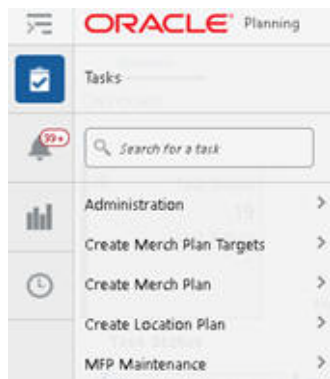 ORACLE Planning
Tasks
99+
Search for a task
Administration
Create Merch Plan Targets
Create Merch Plan
Create Location Plan
MFP Maintenance